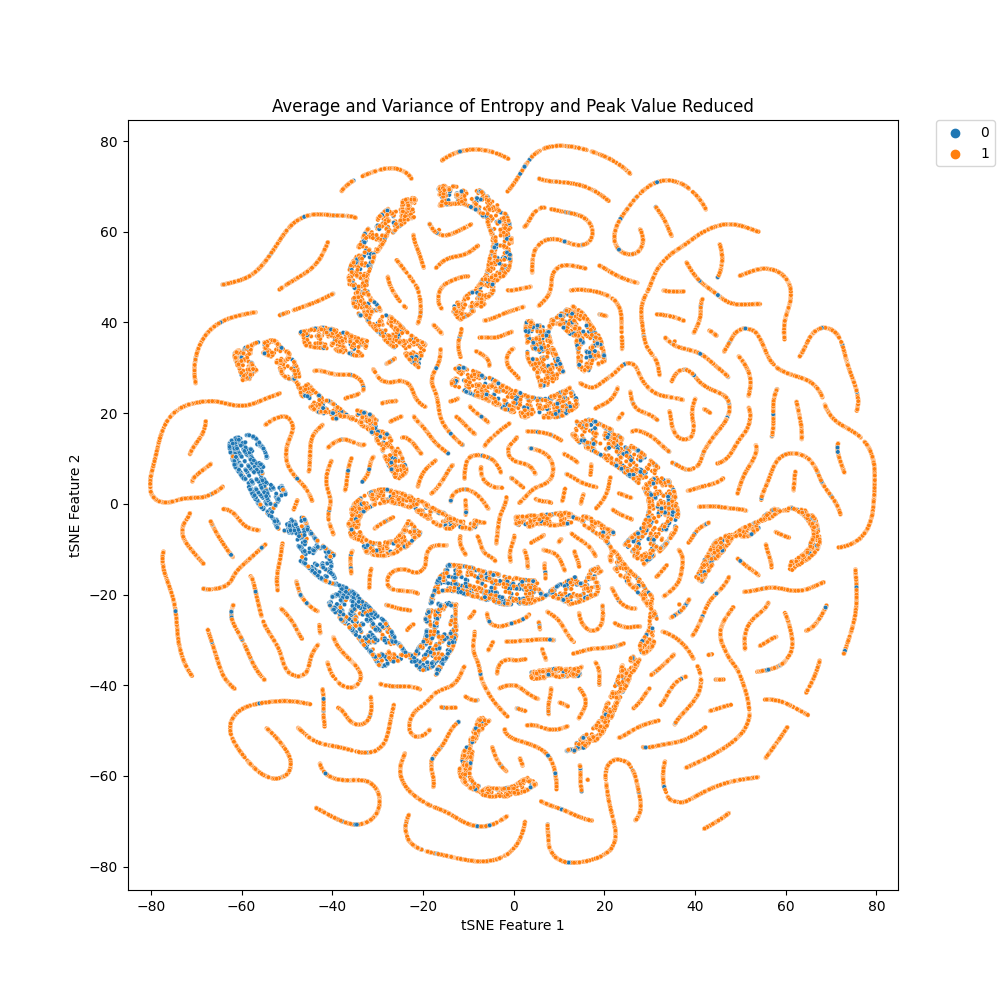 Average and Variance of Entropy and Peak Value Reduced
0
1
80
60
40
20
0
−20
−40
−60
−80
tSNE Feature 2
−80 −60 −40 −20 0 20 40 60 80
tSNE Feature 1